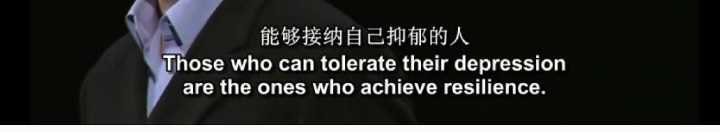 能够接纳自己抑郁的人
Those who can tolerate their depression
are the ones who achieve resilience.